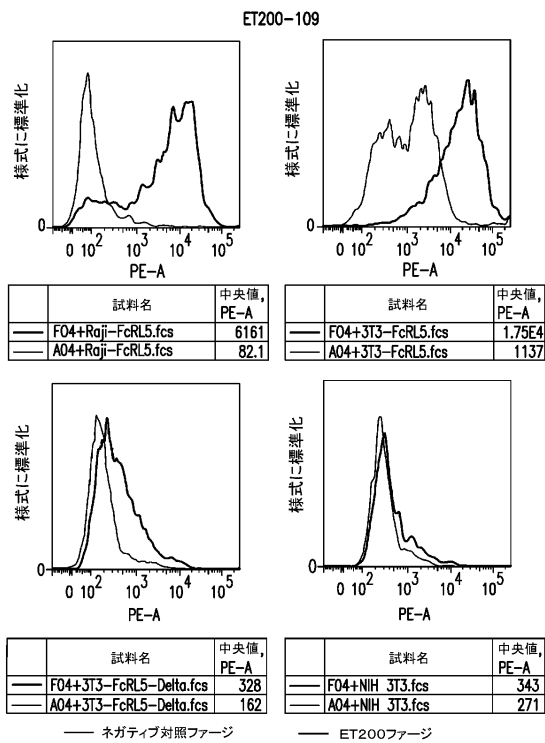 ET200-109
様式に標準化
0
0 10² 10³ 10⁴ 10⁵
PE-A
試料名 中央値, PE-A
F04+Raji-FcRL5.fcs 6161
A04+Raji-FcRL5.fcs 82.1
様式に標準化
0
0 10² 10³ 10⁴ 10⁵
PE-A
試料名 中央値, PE-A
F04+3T3-FcRL5.fcs 1.75E4
A04+3T3-FcRL5.fcs 1137
様式に標準化
0
0 10² 10³ 10⁴ 10⁵
PE-A
試料名 中央値, PE-A
F04+3T3-FcRL5-Delta.fcs 328
A04+3T3-FcRL5-Delta.fcs 162
様式に標準化
0
0 10² 10³ 10⁴ 10⁵
PE-A
試料名 中央値, PE-A
F04+NIH 3T3.fcs 343
A04+NIH 3T3.fcs 271
ネガティブ対照ファージ
ET200ファージ